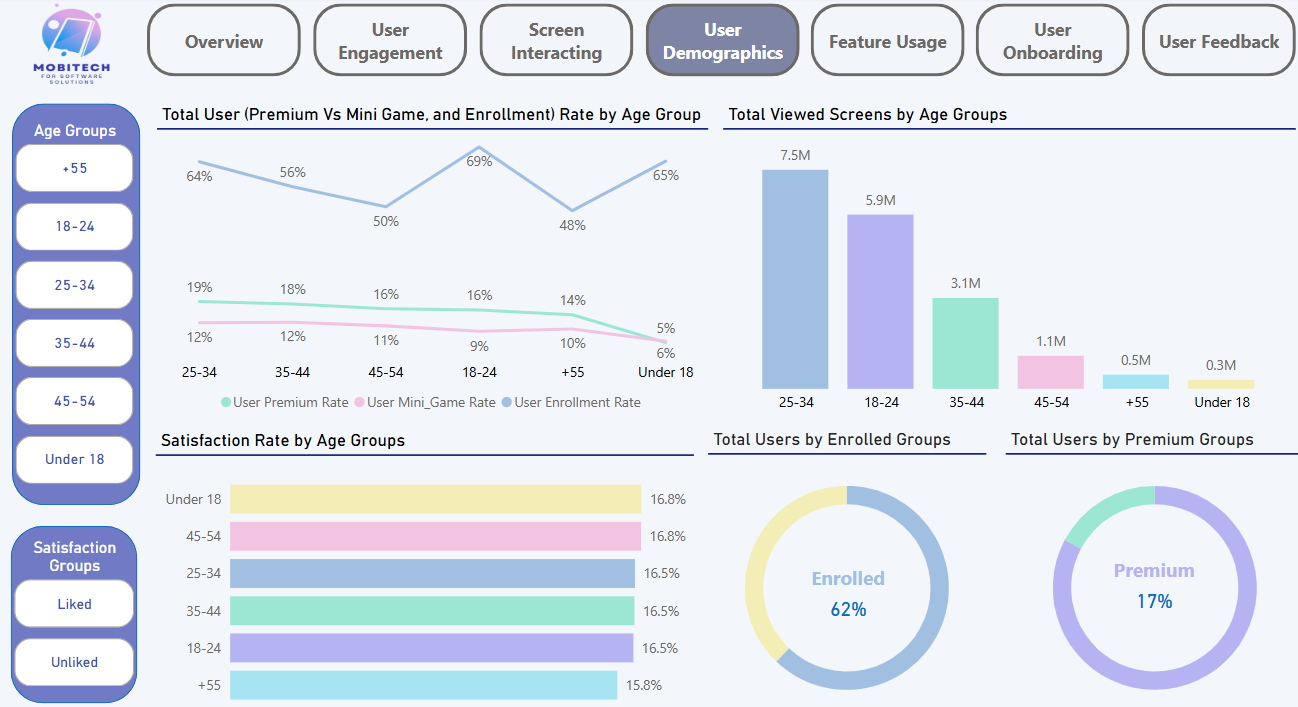 MOBITECH
FOR SOFTWARE
SOLUTIONS
Overview
User
Engagement
Screen
Interacting
User
Demographics
Feature Usage
User
Onboarding
User Feedback
Age Groups
+55
18-24
25-34
35-44
45-54
Under 18
Satisfaction
Groups
Liked
Unliked
Total User (Premium Vs Mini Game, and Enrollment) Rate by Age Group
64%
56%
50%
69%
48%
65%
19%
18%
16%
16%
14%
5%
12%
12%
11%
9%
10%
6%
25-34
35-44
45-54
18-24
+55
Under 18
User Premium Rate
User Mini_Game Rate
User Enrollment Rate
Total Viewed Screens by Age Groups
7.5M
5.9M
3.1M
1.1M
0.5M
0.3M
25-34
18-24
35-44
45-54
+55
Under 18
Satisfaction Rate by Age Groups
Under 18 16.8%
45-54 16.8%
25-34 16.5%
35-44 16.5%
18-24 16.5%
+55 15.8%
Total Users by Enrolled Groups
Enrolled
62%
Total Users by Premium Groups
Premium
17%